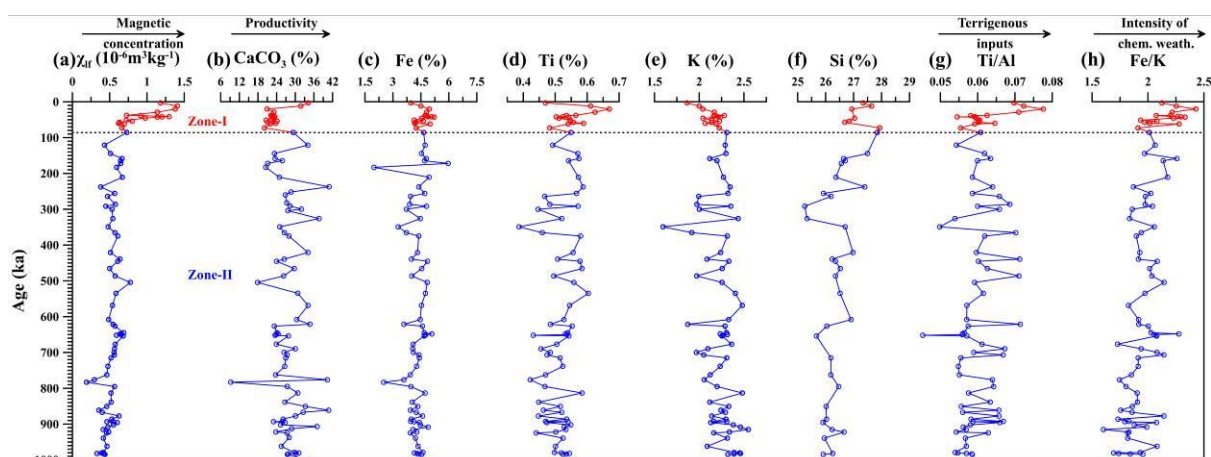 Magnetic
concentration
Productivity
Terrigenous
inputs
Intensity of
chem. weath.
(a) χlf (10-6m3kg-1)
(b) CaCO3 (%)
(c) Fe (%)
(d) Ti (%)
(e) K (%)
(f) Si (%)
(g) Ti/Al
(h) Fe/K
0 0.5 1 1.5
6 12 18 24 30 36 42
1.5 3 4.5 6 7.5
0.4 0.5 0.6 0.7
1.5 2 2.5
25 26 27 28 29
0.05 0.06 0.07 0.08
1.5 2 2.5
Age (ka)
0
100
200
300
400
500
600
700
800
900
1000
Zone-I
Zone-II